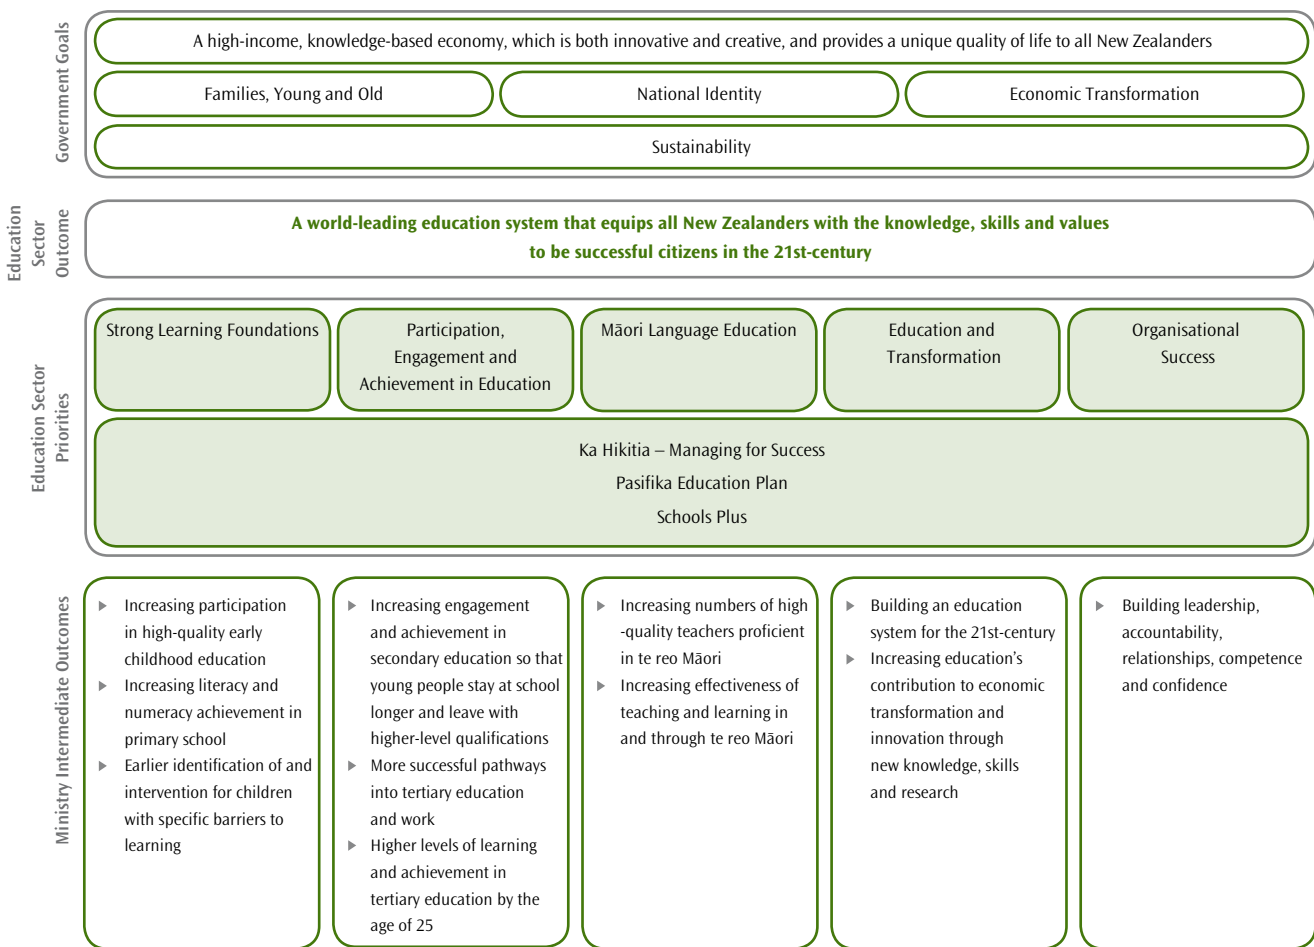 Government Goals
A high-income, knowledge-based economy, which is both innovative and creative, and provides a unique quality of life to all New Zealanders
Families, Young and Old
National Identity
Economic Transformation
Sustainability
Education
Sector
Outcome
A world-leading education system that equips all New Zealanders with the knowledge, skills and values
to be successful citizens in the 21st-century
Education Sector
Priorities
Strong Learning Foundations
Participation,
Engagement and
Achievement in Education
Māori Language Education
Education and
Transformation
Organisational
Success
Ka Hikitia – Managing for Success
Pasifika Education Plan
Schools Plus
Ministry Intermediate Outcomes
Increasing participation
in high-quality early
childhood education
Increasing literacy and
numeracy achievement in
primary school
Earlier identification of and
intervention for children
with specific barriers to
learning
Increasing engagement
and achievement in
secondary education so that
young people stay at school
longer and leave with
higher-level qualifications
More successful pathways
into tertiary education
and work
Higher levels of learning
and achievement in
tertiary education by the
age of 25
Increasing numbers of high
-quality teachers proficient
in te reo Māori
Increasing effectiveness of
teaching and learning in
and through te reo Māori
Building an education
system for the 21st-century
Increasing education's
contribution to economic
transformation and
innovation through
new knowledge, skills
and research
Building leadership,
accountability,
relationships, competence
and confidence